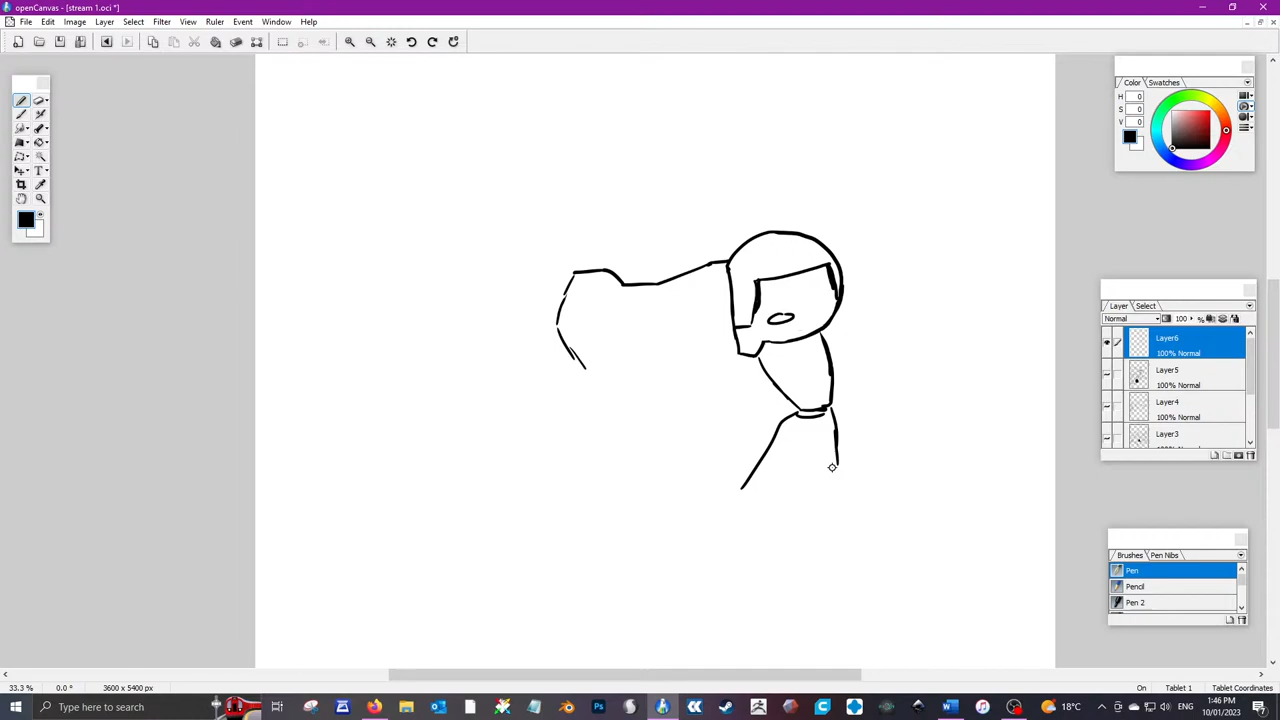 openCanvas - [stream 1.oci *]
File Edit Image Layer Select Filter View Ruler Event Window Help
Color Swatches
H 0
S 0
V 0
Layer Select
Normal 100 %
Layer6
100% Normal
Layer5
100% Normal
Layer4
100% Normal
Layer3
100% Normal
Brushes Pen Nibs
Pen
Pencil
Pen 2
33.3 % 0.0 ° 3600 x 5400 px On Tablet 1 Tablet Coordinates
Type here to search
18°C
1:46 PM
10/01/2023